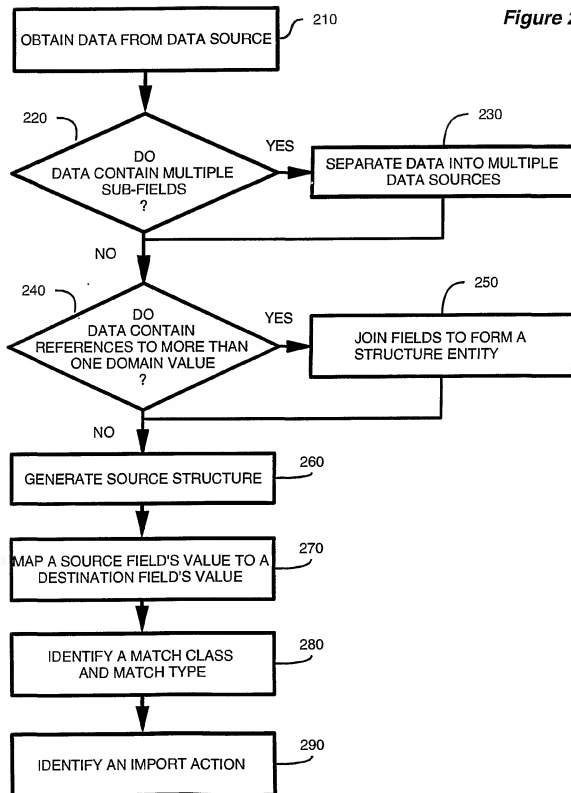 Figure 2
210
OBTAIN DATA FROM DATA SOURCE
220
DO
DATA CONTAIN MULTIPLE
SUB-FIELDS
?
YES
230
SEPARATE DATA INTO MULTIPLE
DATA SOURCES
NO
240
DO
DATA CONTAIN
REFERENCES TO MORE THAN
ONE DOMAIN VALUE
?
YES
250
JOIN FIELDS TO FORM A
STRUCTURE ENTITY
NO
260
GENERATE SOURCE STRUCTURE
270
MAP A SOURCE FIELD'S VALUE TO A
DESTINATION FIELD'S VALUE
280
IDENTIFY A MATCH CLASS
AND MATCH TYPE
290
IDENTIFY AN IMPORT ACTION